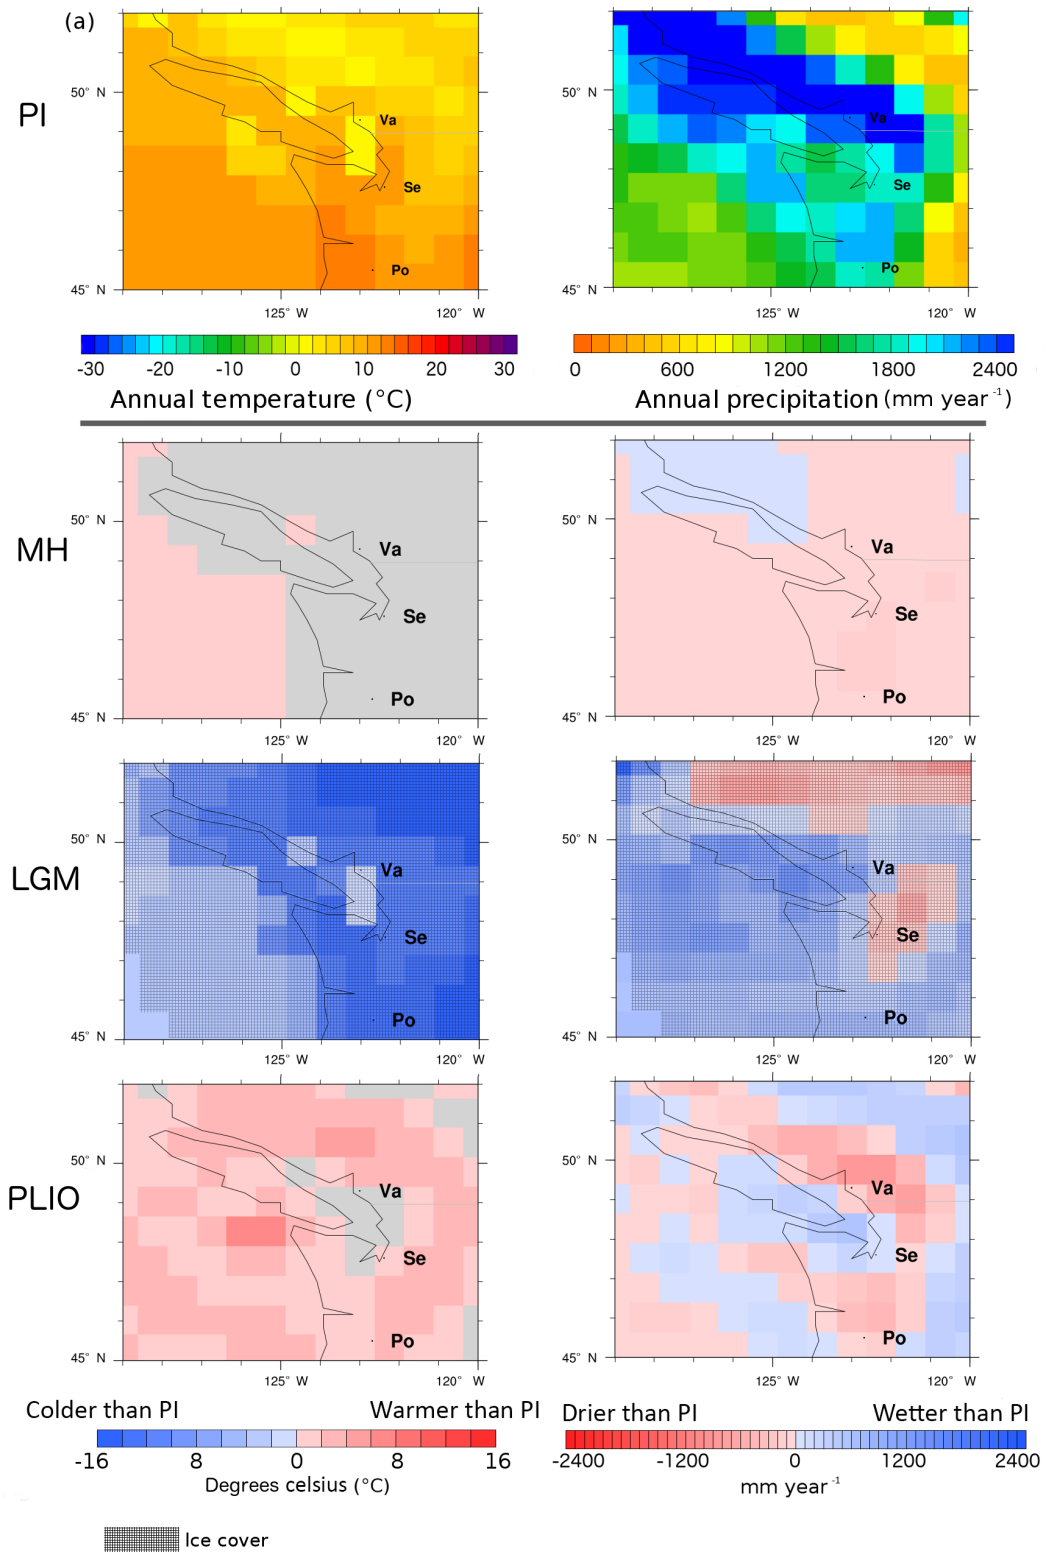 (a)
PI
50° N
45° N
125° W
120° W
Va
Se
Po
125° W
120° W
Va
Se
Po
-30 -20 -10 0 10 20 30
Annual temperature (°C)
0 600 1200 1800 2400
Annual precipitation (mm year⁻¹)
MH
50° N
45° N
125° W
120° W
Va
Se
Po
50° N
45° N
125° W
120° W
Va
Se
Po
LGM
50° N
45° N
125° W
120° W
Va
Se
Po
50° N
45° N
125° W
120° W
Va
Se
Po
PLIO
50° N
45° N
125° W
120° W
Va
Se
Po
50° N
45° N
125° W
120° W
Va
Se
Po
Colder than PI Warmer than PI
-16 -8 0 8 16
Degrees celsius (°C)
Drier than PI Wetter than PI
-2400 -1200 0 1200 2400
mm year⁻¹
Ice cover